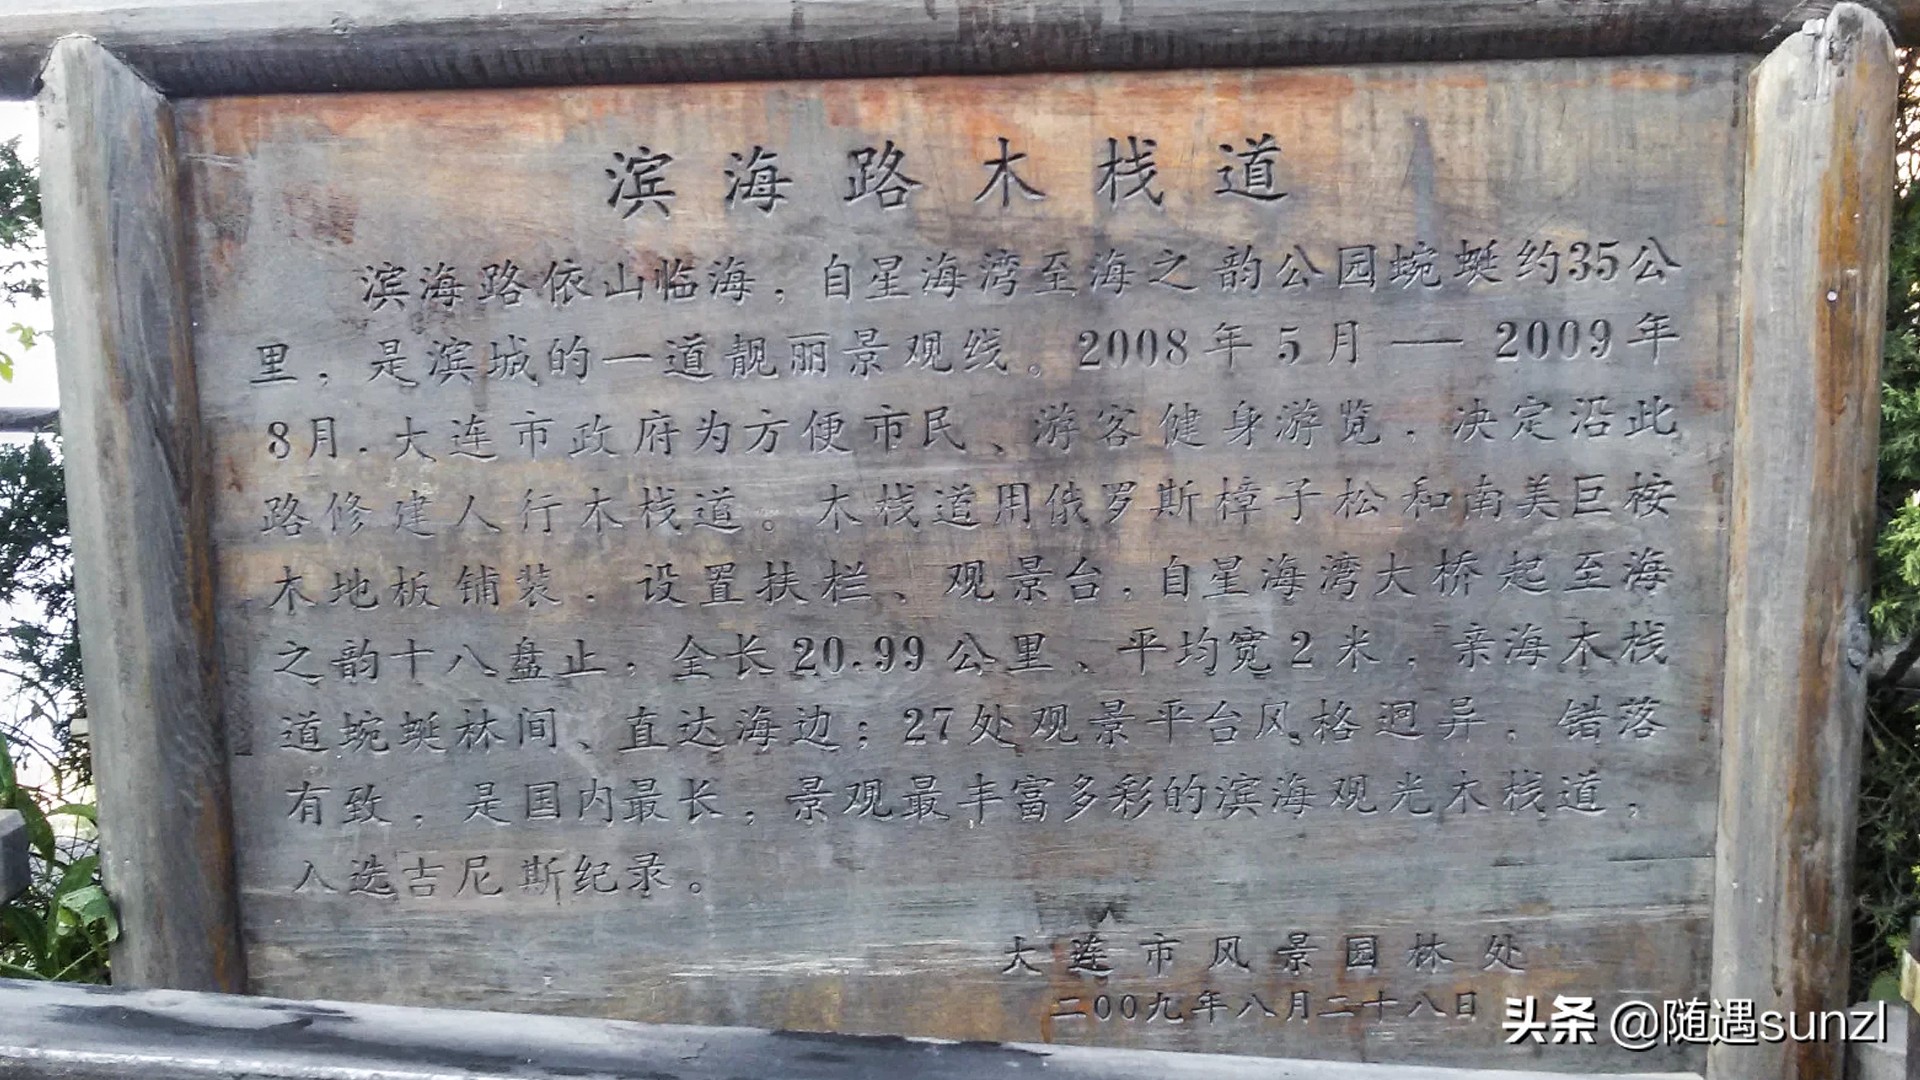 滨海路木栈道
滨海路依山临海,自星海湾至海之韵公园蜿蜒约35公
里,是滨城的一道靓丽景观线。2008年5月——2009年
8月,大连市政府为方便市民、游客健身游览,决定沿此
路修建人行木栈道。木栈道用俄罗斯樟子松和南美巨桉
木地板铺装,设置扶栏、观景台,自星海湾大桥起至海
之韵十八盘止,全长20.99公里、平均宽2米,亲海木栈
道蜿蜒林间、直达海边;27处观景平台风格迥异,错落
有致,是国内最长,景观最丰富多彩的滨海观光木栈道,
入选吉尼斯纪录。
大连市风景园林处
二00九年八月二十八日
头条 @随遇sunzl